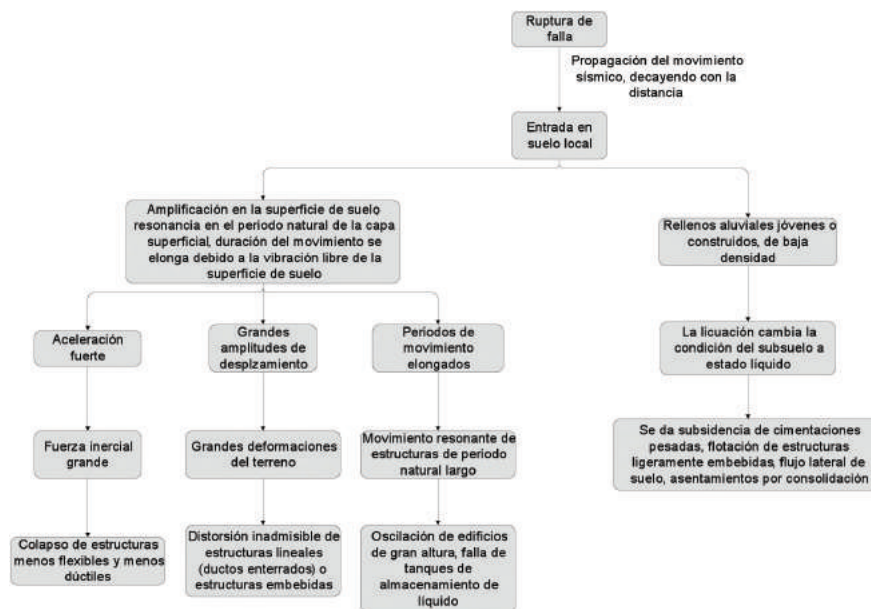 Ruptura de
falla
Propagación del movimiento
sísmico, decayendo con la
distancia
Entrada en
suelo local
Amplificación en la superficie de suelo
resonancia en el periodo natural de la capa
superficial, duración del movimiento se
elonga debido a la vibración libre de la
superficie de suelo
Rellenos aluviales jóvenes o
construidos, de baja
densidad
Aceleración
fuerte
Grandes
amplitudes de
desplzamiento
Periodos de
movimiento
elongados
La licuación cambia la
condición del subsuelo a
estado líquido
Fuerza inercial
grande
Grandes deformaciones
del terreno
Movimiento resonante de
estructuras de periodo
natural largo
Se da subsidencia de cimentaciones
pesadas, flotación de estructuras
ligeramente embebidas, flujo lateral de
suelo, asentamientos por consolidación
Colapso de estructuras
menos flexibles y menos
dúctiles
Distorsión inadmisible de
estructuras lineales
(ductos enterrados) o
estructuras embebidas
Oscilación de edificios
de gran altura, falla de
tanques de
almacenamiento de
líquido